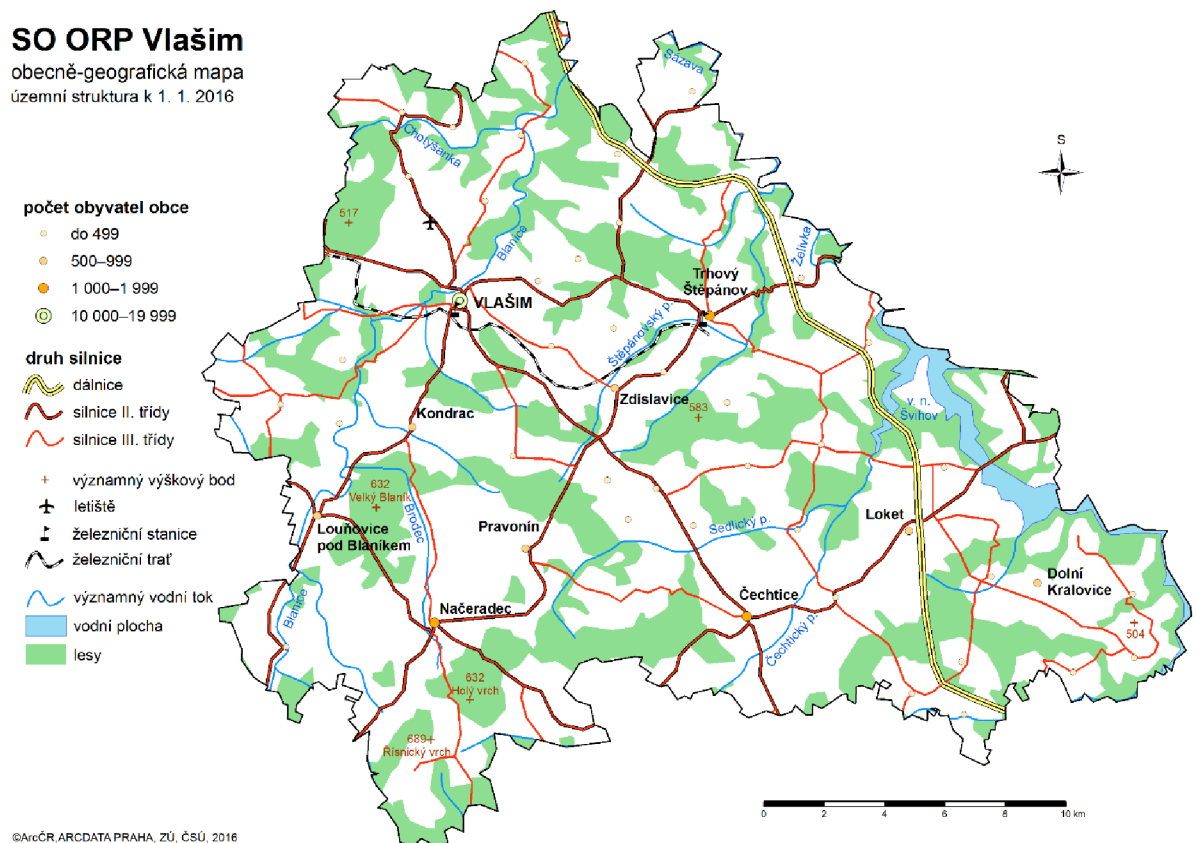 SO ORP Vlašim
obecně-geografická mapa
územní struktura k 1. 1. 2016
počet obyvatel obce
do 499
500–999
1 000–1 999
10 000–19 999
druh silnice
dálnice
silnice II. třídy
silnice III. třídy
významný výškový bod
letiště
železniční stanice
železniční trať
významný vodní tok
vodní plocha
lesy
S
Sázava
Chotýšanka
517
Blanice
Želivka
Trhový
Štěpánov
VLAŠIM
Štěpánovský p.
Zdislavice
583
v. n.
Švihov
Kondrac
632
Velký Blaník
Brodec
Louňovice
pod Blaníkem
Pravonín
Sedlický p.
Loket
Dolní
Kralovice
504
Blanice
Načeradec
Čechtice
Čechtický p.
632
Holý vrch
689
Řísnický vrch
0 2 4 6 8 10 km
©ArcČR,ARCDATA PRAHA, ZÚ, ČSÚ, 2016